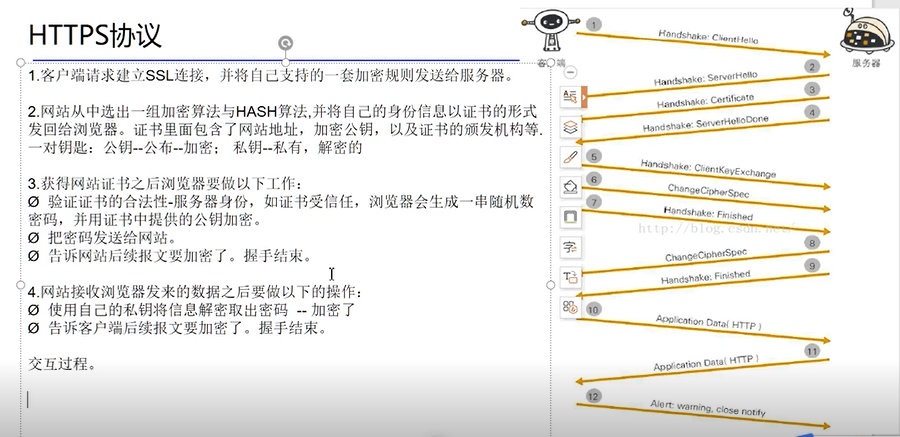 HTTPS协议
1.客户端请求建立SSL连接，并将自己支持的一套加密规则发送给服务器。
2.网站从中选出一组加密算法与HASH算法,并将自己的身份信息以证书的形式
发回给浏览器。证书里面包含了网站地址，加密公钥，以及证书的颁发机构等.
一对钥匙：公钥--公布--加密； 私钥--私有，解密的
3.获得网站证书之后浏览器要做以下工作：
Ø 验证证书的合法性-服务器身份，如证书受信任，浏览器会生成一串随机数
密码，并用证书中提供的公钥加密。
Ø 把密码发送给网站。
Ø 告诉网站后续报文要加密了。握手结束。
4.网站接收浏览器发来的数据之后要做以下的操作：
Ø 使用自己的私钥将信息解密取出密码 -- 加密了
Ø 告诉客户端后续报文要加密了。握手结束。
交互过程。
客户端
服务器
1 Handshake: ClientHello
2 Handshake: ServerHello
3 Handshake: Certificate
4 Handshake: ServerHelloDone
5 Handshake: ClientKeyExchange
6 ChangeCipherSpec
7 Handshake: Finished
http://blog.csdn.net/
8 ChangeCipherSpec
9 Handshake: Finished
10 Application Data( HTTP )
11 Application Data( HTTP )
12 Alert: warning, close notify